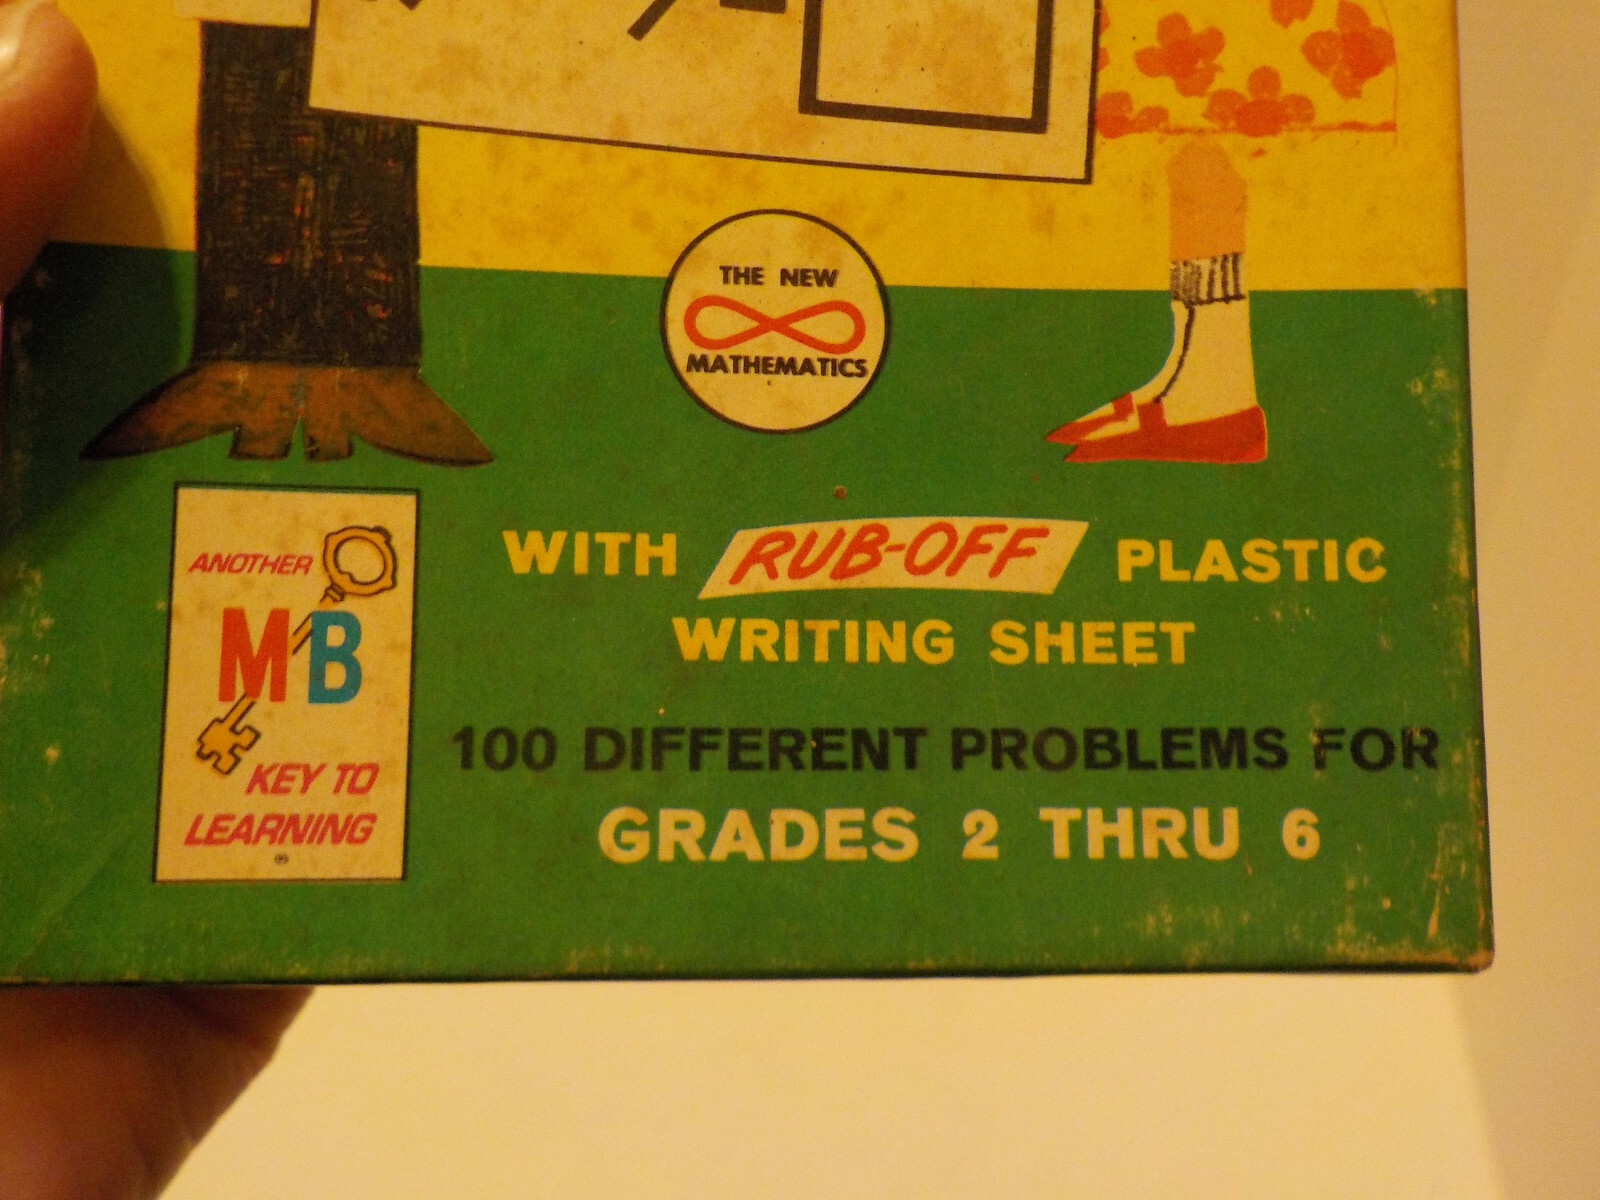 THE NEW
MATHEMATICS
WITH RUB-OFF PLASTIC
WRITING SHEET
ANOTHER
MB
KEY TO
LEARNING
®
100 DIFFERENT PROBLEMS FOR
GRADES 2 THRU 6